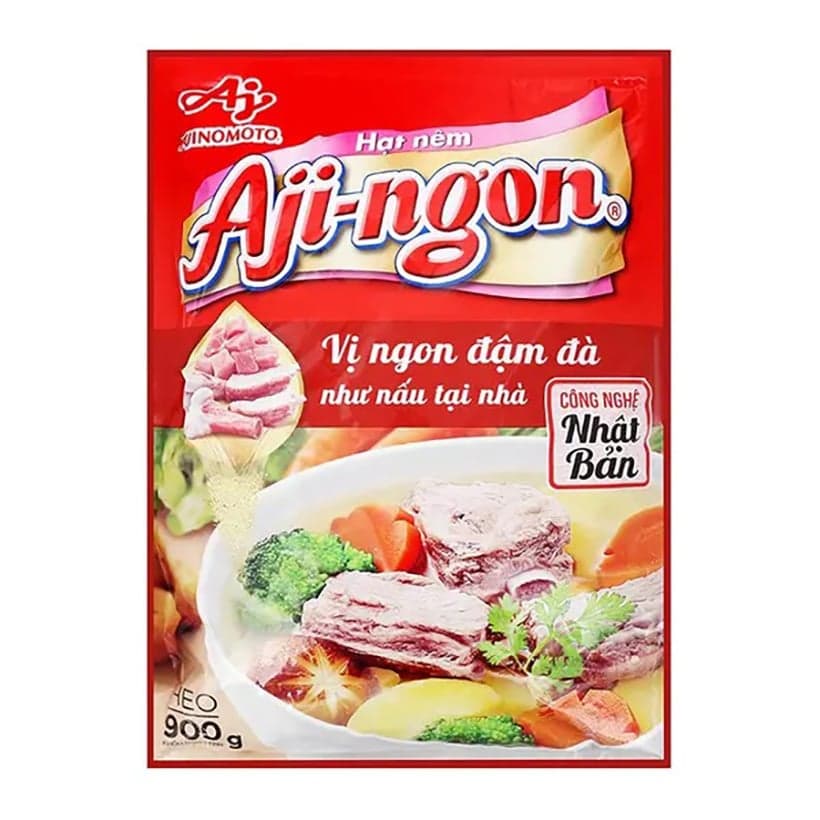 Aj
AJINOMOTO
Hạt nêm
Aji-ngon®
Vị ngon đậm đà
như nấu tại nhà
CÔNG NGHỆ
Nhật
Bản
HEO
900g